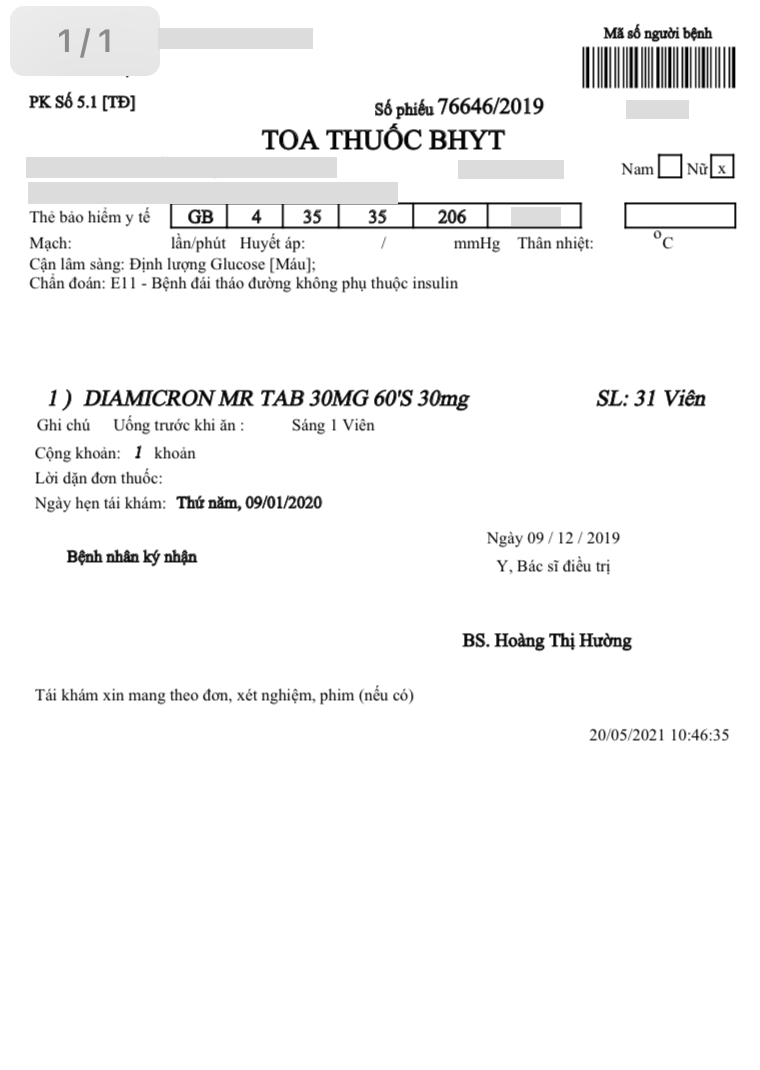 1/1
Mã số người bệnh
PK Số 5.1 [TĐ]
Số phiếu 76646/2019
TOA THUỐC BHYT
Nam Nữ x
Thẻ bảo hiểm y tế GB 4 35 35 206
Mạch: lần/phút Huyết áp: / mmHg Thân nhiệt: °C
Cận lâm sàng: Định lượng Glucose [Máu];
Chẩn đoán: E11 - Bệnh đái tháo đường không phụ thuộc insulin
1 ) DIAMICRON MR TAB 30MG 60'S 30mg SL: 31 Viên
Ghi chú Uống trước khi ăn : Sáng 1 Viên
Cộng khoản: 1 khoản
Lời dặn đơn thuốc:
Ngày hẹn tái khám: Thứ năm, 09/01/2020
Ngày 09 / 12 / 2019
Bệnh nhân ký nhận
Y, Bác sĩ điều trị
BS. Hoàng Thị Hường
Tái khám xin mang theo đơn, xét nghiệm, phim (nếu có)
20/05/2021 10:46:35